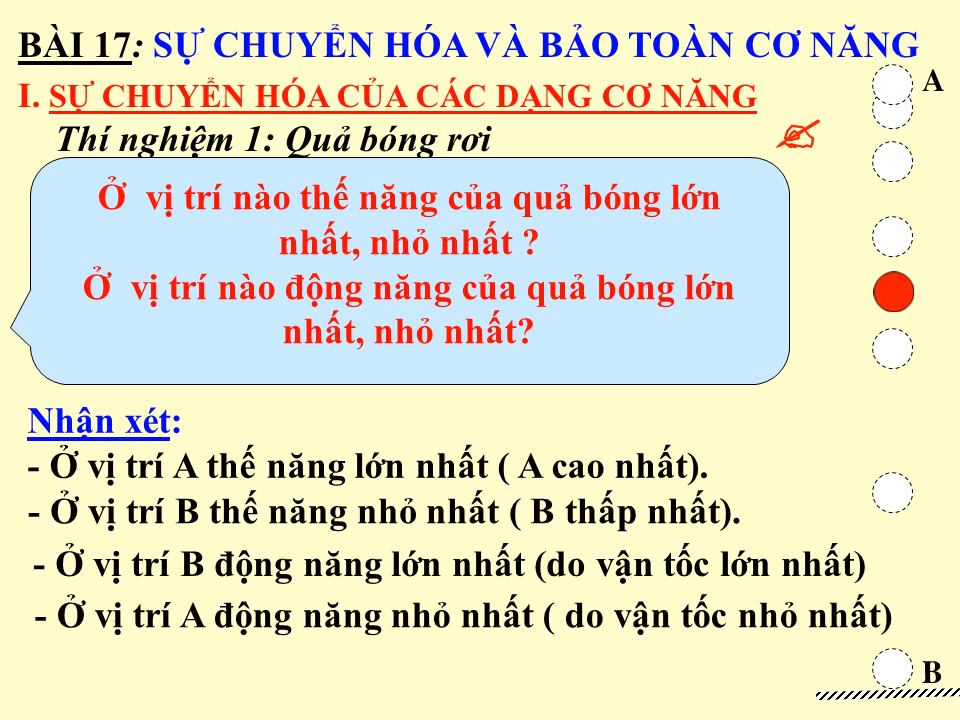 BÀI 17: SỰ CHUYỂN HÓA VÀ BẢO TOÀN CƠ NĂNG
A
I. SỰ CHUYỂN HÓA CỦA CÁC DẠNG CƠ NĂNG
Thí nghiệm 1: Quả bóng rơi
Ở vị trí nào thế năng của quả bóng lớn
nhất, nhỏ nhất ?
Ở vị trí nào động năng của quả bóng lớn
nhất, nhỏ nhất?
Nhận xét:
- Ở vị trí A thế năng lớn nhất ( A cao nhất).
- Ở vị trí B thế năng nhỏ nhất ( B thấp nhất).
- Ở vị trí B động năng lớn nhất (do vận tốc lớn nhất)
- Ở vị trí A động năng nhỏ nhất ( do vận tốc nhỏ nhất)
B